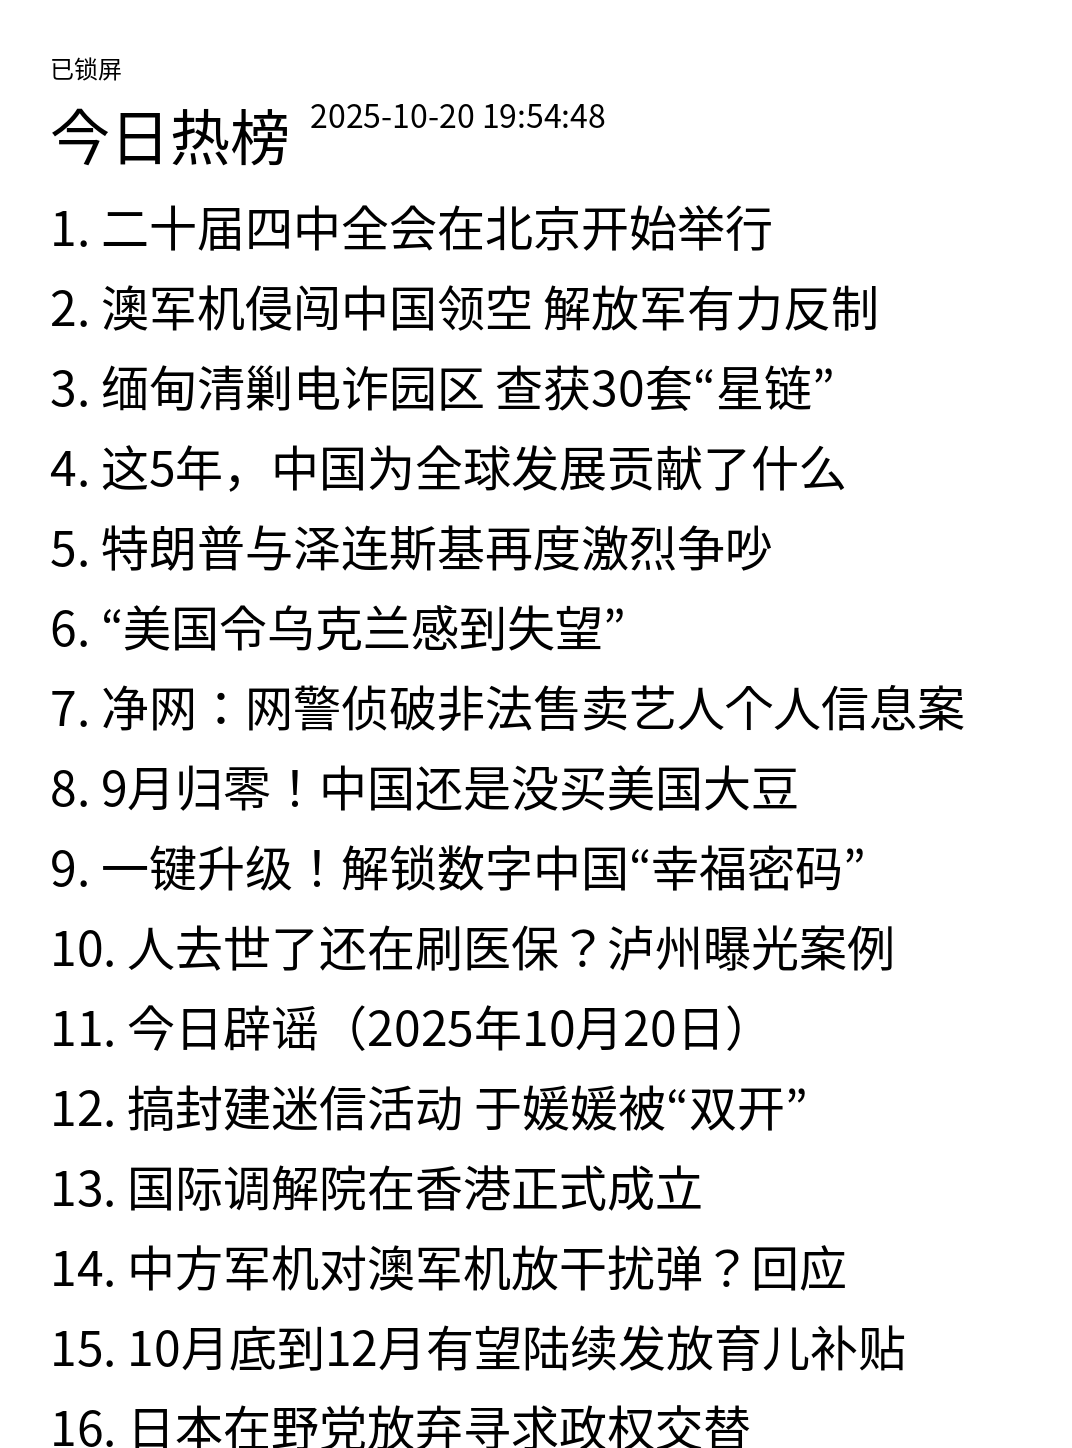 已锁屏
今日热榜 2025-10-20 19:54:48
1. 二十届四中全会在北京开始举行
2. 澳军机侵闯中国领空 解放军有力反制
3. 缅甸清剿电诈园区 查获30套“星链”
4. 这5年，中国为全球发展贡献了什么
5. 特朗普与泽连斯基再度激烈争吵
6. “美国令乌克兰感到失望”
7. 净网：网警侦破非法售卖艺人个人信息案
8. 9月归零！中国还是没买美国大豆
9. 一键升级！解锁数字中国“幸福密码”
10. 人去世了还在刷医保？泸州曝光案例
11. 今日辟谣（2025年10月20日）
12. 搞封建迷信活动 于媛媛被“双开”
13. 国际调解院在香港正式成立
14. 中方军机对澳军机放干扰弹？回应
15. 10月底到12月有望陆续发放育儿补贴
16. 日本在野党放弃寻求政权交替